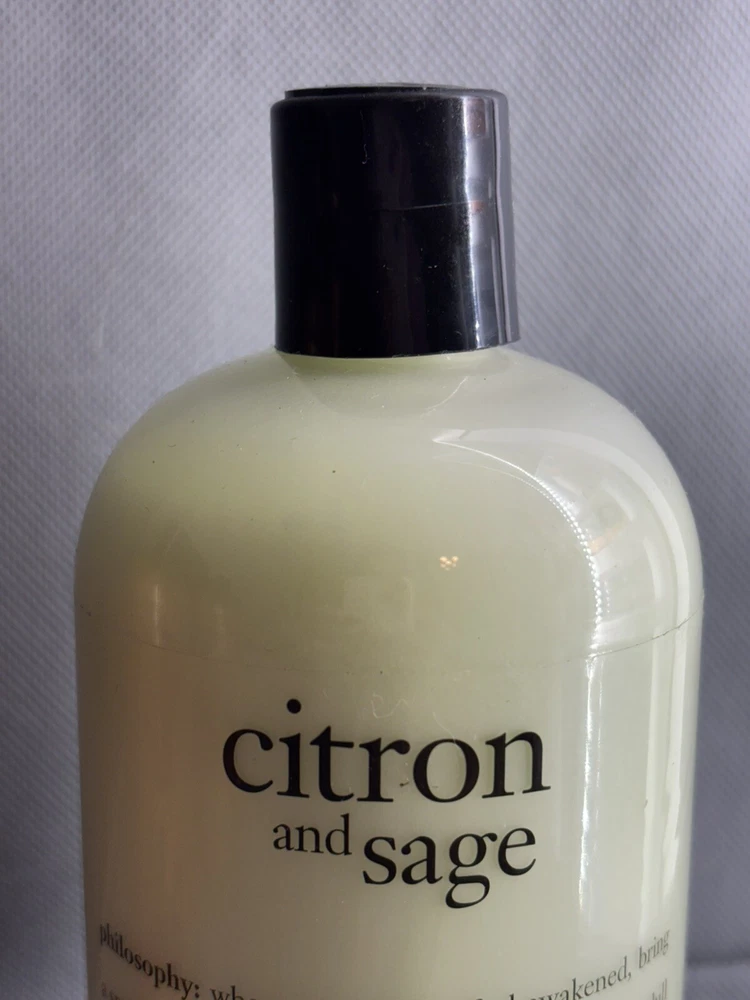 citron
and sage
philosophy: awakened, bring